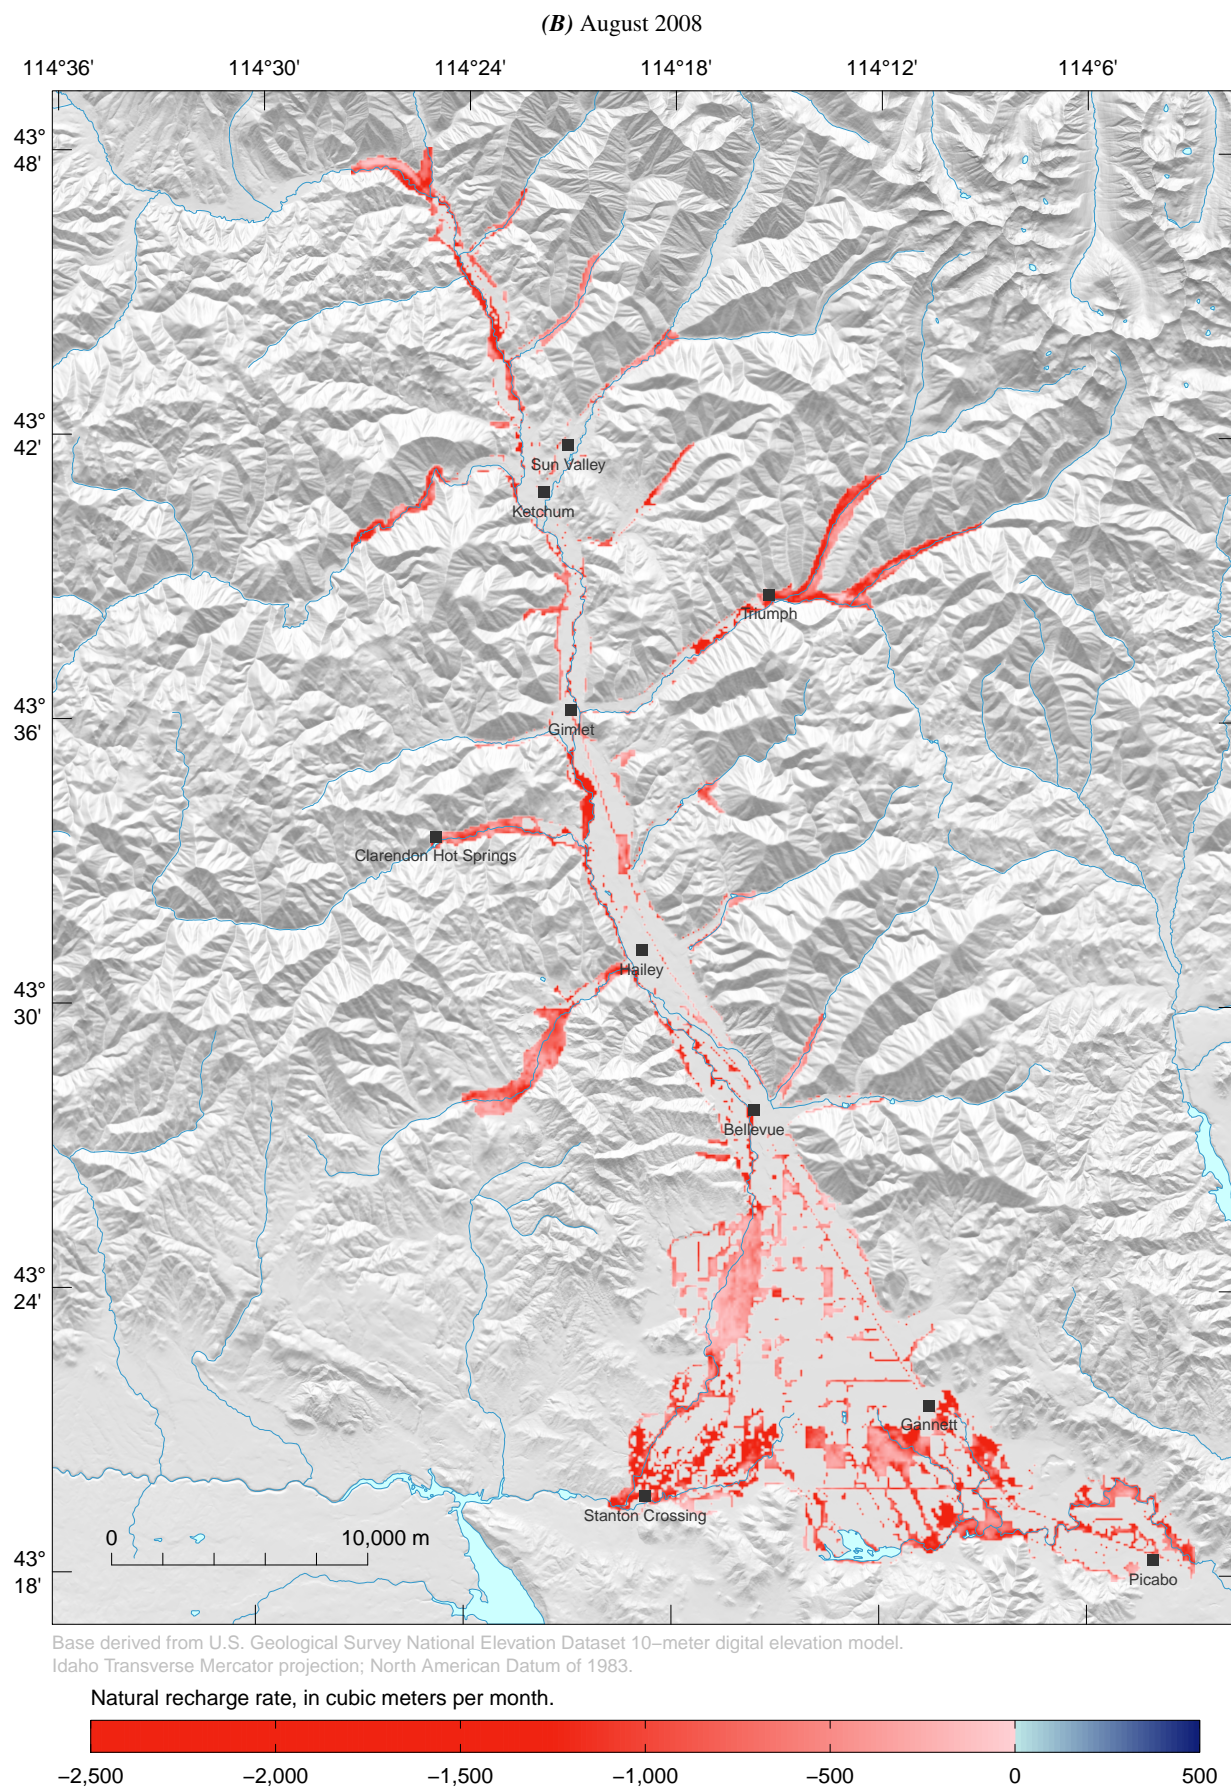 (B) August 2008
114°36' 114°30' 114°24' 114°18' 114°12' 114°6'
43°
48'
43°
42'
Sun Valley
Ketchum
Triumph
43°
36'
Gimlet
Clarendon Hot Springs
Hailey
43°
30'
Bellevue
43°
24'
Gannett
Stanton Crossing
0 10,000 m
43°
18'
Picabo
Base derived from U.S. Geological Survey National Elevation Dataset 10−meter digital elevation model.
Idaho Transverse Mercator projection; North American Datum of 1983.
Natural recharge rate, in cubic meters per month.
−2,500 −2,000 −1,500 −1,000 −500 0 500